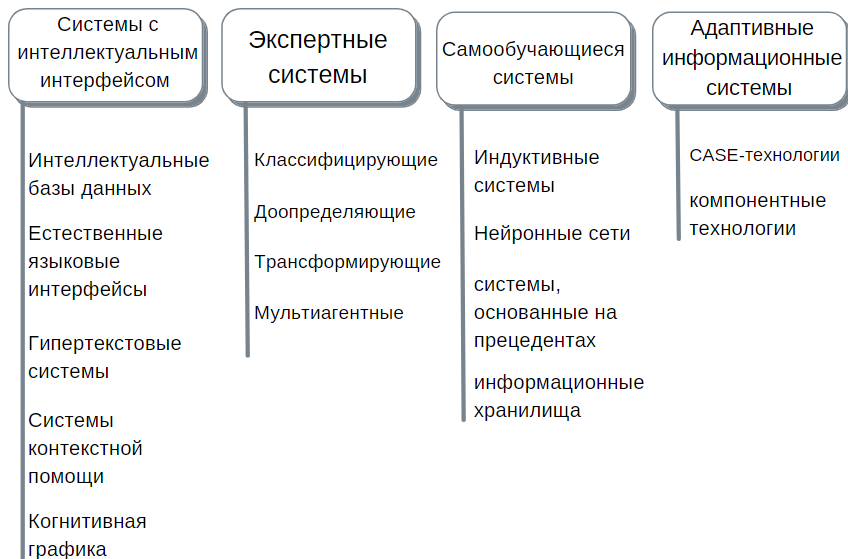 Системы с
интеллектуальным
интерфейсом
Интеллектуальные
базы данных
Естественные
языковые
интерфейсы
Гипертекстовые
системы
Системы
контекстной
помощи
Когнитивная
графика
Экспертные
системы
Классифицирующие
Доопределяющие
Трансформирующие
Мультиагентные
Самообучающиеся
системы
Индуктивные
системы
Нейронные сети
системы,
основанные на
прецедентах
информационные
хранилища
Адаптивные
информационные
системы
CASE-технологии
компонентные
технологии